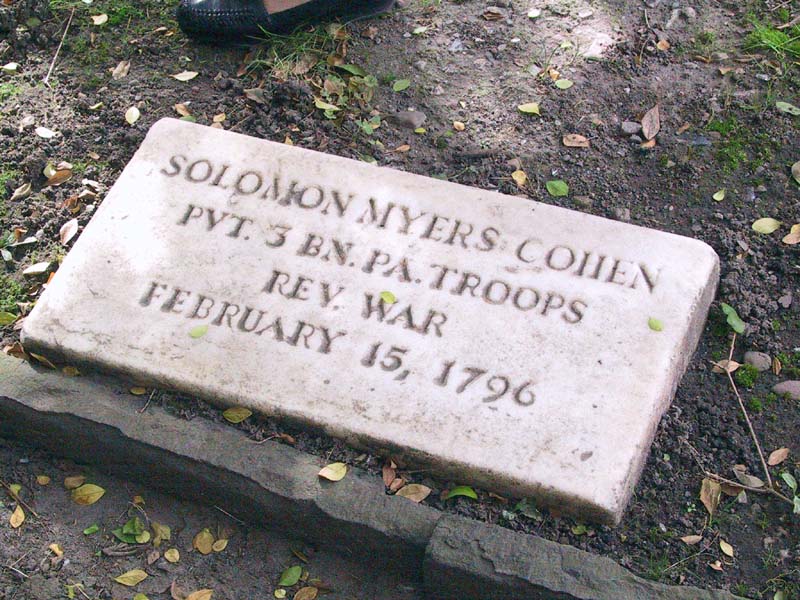 SOLOMON MYERS COHEN
PVT. 3 BN. PA. TROOPS
REV. WAR
FEBRUARY 15, 1796